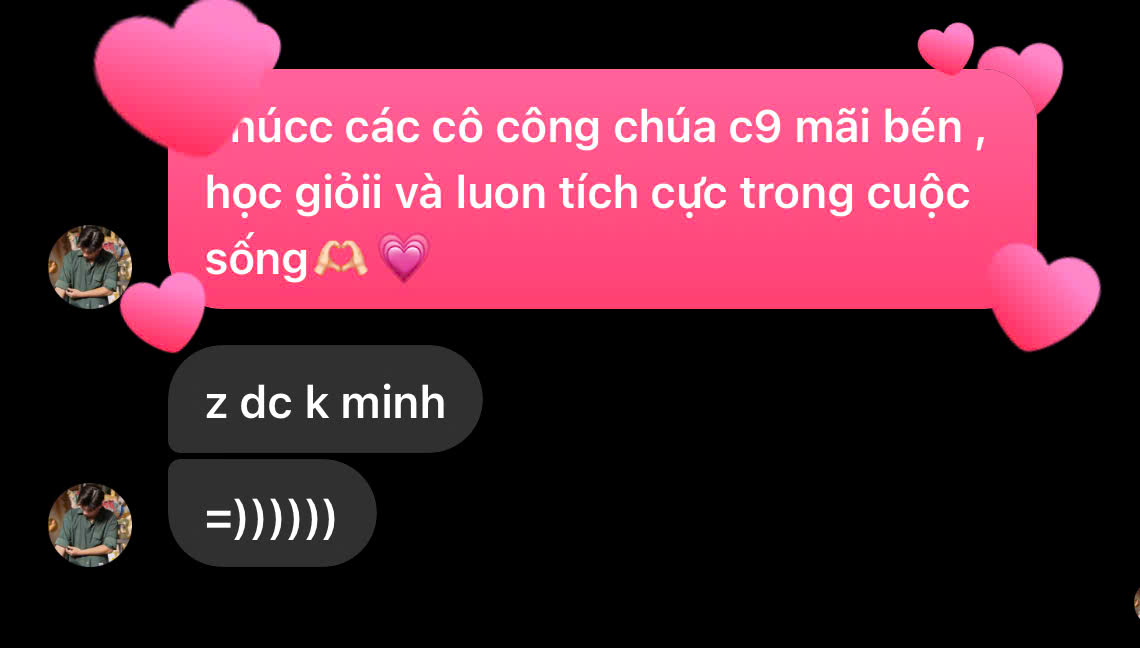 húcc các cô công chúa c9 mãi bén ,
học giỏii và luon tích cực trong cuộc
sống🫶🏻💗
z dc k minh
=))))))